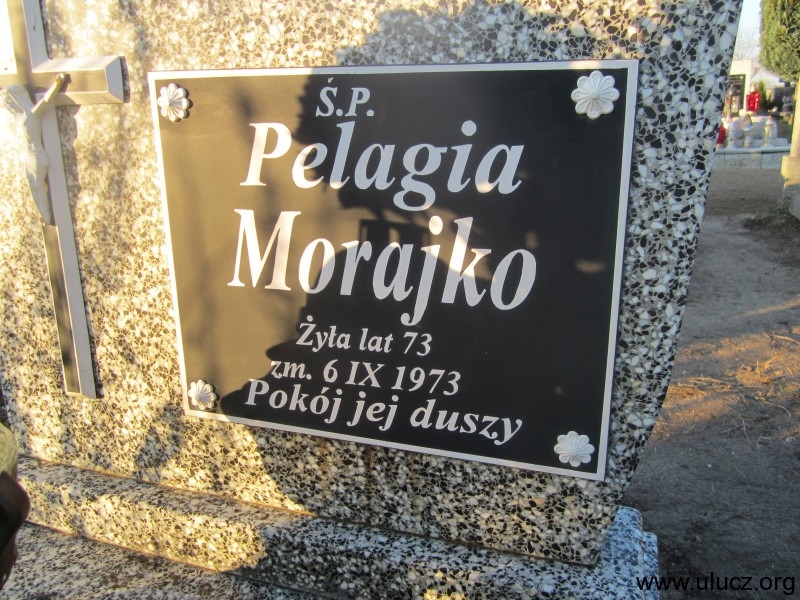 Ś.P.
Pelagia
Morajko
Żyła lat 73
zm. 6 IX 1973
Pokój jej duszy
www.ulucz.org